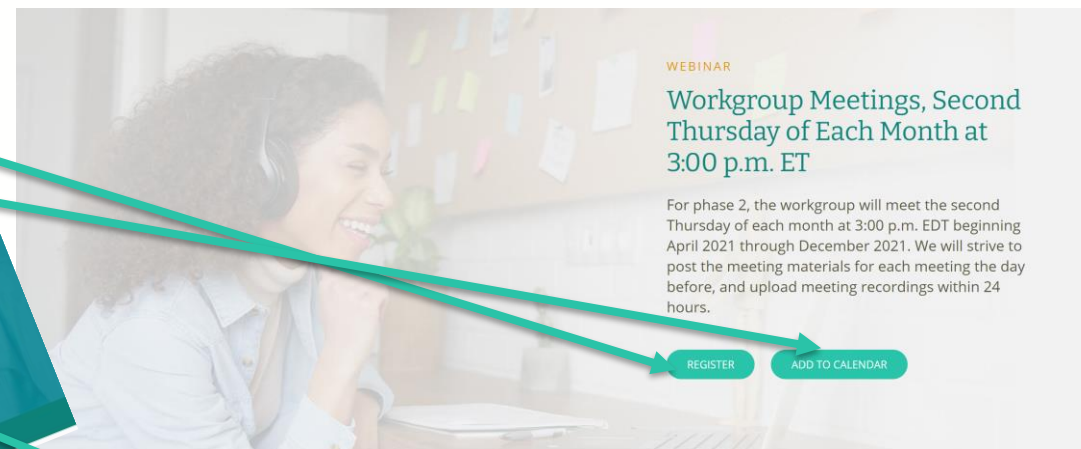 WEBINAR
Workgroup Meetings, Second
Thursday of Each Month at
3:00 p.m. ET
For phase 2, the workgroup will meet the second
Thursday of each month at 3:00 p.m. EDT beginning
April 2021 through December 2021. We will strive to
post the meeting materials for each meeting the day
before, and upload meeting recordings within 24
hours.
REGISTER
ADD TO CALENDAR